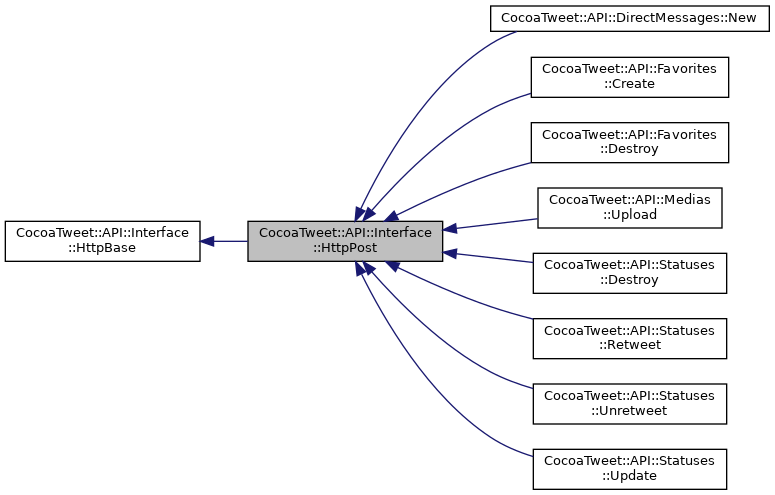 CocoaTweet::API::Interface
::HttpBase
CocoaTweet::API::Interface
::HttpPost
CocoaTweet::API::DirectMessages::New
CocoaTweet::API::Favorites
::Create
CocoaTweet::API::Favorites
::Destroy
CocoaTweet::API::Medias
::Upload
CocoaTweet::API::Statuses
::Destroy
CocoaTweet::API::Statuses
::Retweet
CocoaTweet::API::Statuses
::Unretweet
CocoaTweet::API::Statuses
::Update